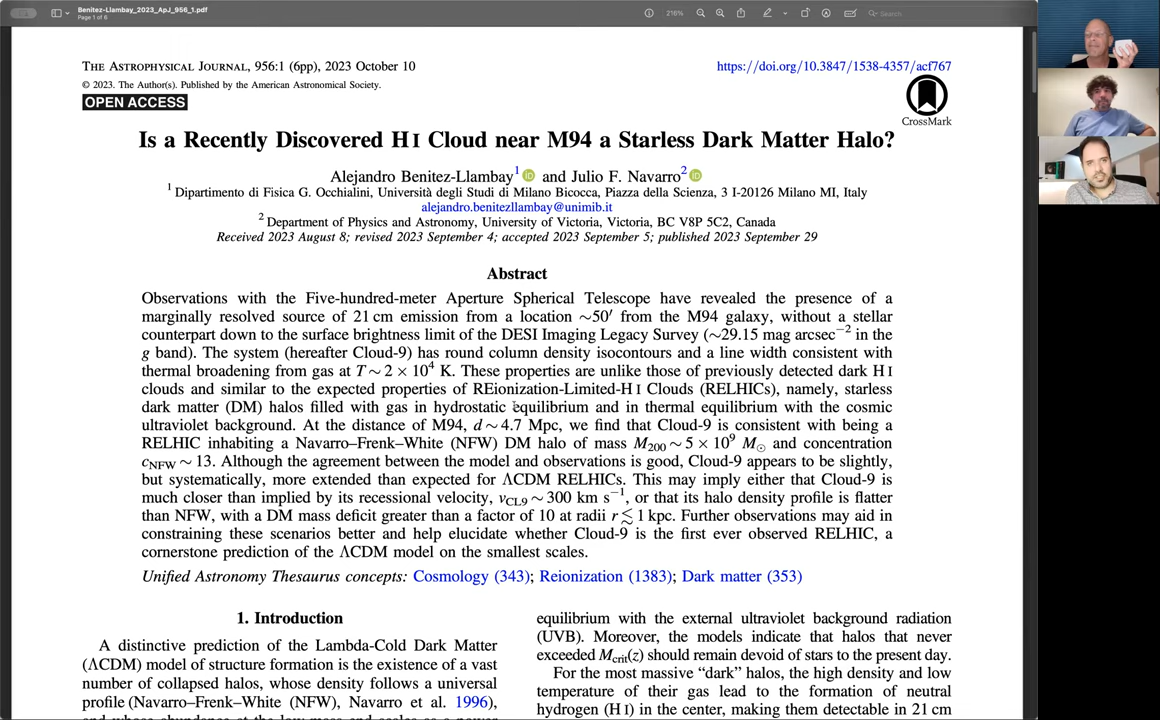 Benitez-Llambay_2023_ApJ_956_1.pdf
Page 1 of 6
216%
Search
THE ASTROPHYSICAL JOURNAL, 956:1 (6pp), 2023 October 10
https://doi.org/10.3847/1538-4357/acf767
© 2023. The Author(s). Published by the American Astronomical Society.
OPEN ACCESS
CrossMark
Is a Recently Discovered H I Cloud near M94 a Starless Dark Matter Halo?
Alejandro Benitez-Llambay1 and Julio F. Navarro2
1 Dipartimento di Fisica G. Occhialini, Università degli Studi di Milano Bicocca, Piazza della Scienza, 3 I-20126 Milano MI, Italy
alejandro.benitezllambay@unimib.it
2 Department of Physics and Astronomy, University of Victoria, Victoria, BC V8P 5C2, Canada
Received 2023 August 8; revised 2023 September 4; accepted 2023 September 5; published 2023 September 29
Abstract
Observations with the Five-hundred-meter Aperture Spherical Telescope have revealed the presence of a
marginally resolved source of 21 cm emission from a location ∼50′ from the M94 galaxy, without a stellar
counterpart down to the surface brightness limit of the DESI Imaging Legacy Survey (∼29.15 mag arcsec−2 in the
g band). The system (hereafter Cloud-9) has round column density isocontours and a line width consistent with
thermal broadening from gas at T ∼ 2 × 10⁴ K. These properties are unlike those of previously detected dark H I
clouds and similar to the expected properties of REionization-Limited-H I Clouds (RELHICs), namely, starless
dark matter (DM) halos filled with gas in hydrostatic equilibrium and in thermal equilibrium with the cosmic
ultraviolet background. At the distance of M94, d ∼ 4.7 Mpc, we find that Cloud-9 is consistent with being a
RELHIC inhabiting a Navarro–Frenk–White (NFW) DM halo of mass M200 ∼ 5 × 10⁹ M⊙ and concentration
cNFW ∼ 13. Although the agreement between the model and observations is good, Cloud-9 appears to be slightly,
but systematically, more extended than expected for ΛCDM RELHICs. This may imply either that Cloud-9 is
much closer than implied by its recessional velocity, vCL9 ∼ 300 km s−1, or that its halo density profile is flatter
than NFW, with a DM mass deficit greater than a factor of 10 at radii r ≲ 1 kpc. Further observations may aid in
constraining these scenarios better and help elucidate whether Cloud-9 is the first ever observed RELHIC, a
cornerstone prediction of the ΛCDM model on the smallest scales.
Unified Astronomy Thesaurus concepts: Cosmology (343); Reionization (1383); Dark matter (353)
1. Introduction
A distinctive prediction of the Lambda-Cold Dark Matter
(ΛCDM) model of structure formation is the existence of a vast
number of collapsed halos, whose density follows a universal
profile (Navarro–Frenk–White (NFW), Navarro et al. 1996),
and whose abundance at the low-mass end scales as a power
equilibrium with the external ultraviolet background radiation
(UVB). Moreover, the models indicate that halos that never
exceeded Mcrit(z) should remain devoid of stars to the present day.
For the most massive “dark” halos, the high density and low
temperature of their gas lead to the formation of neutral
hydrogen (H I) in the center, making them detectable in 21 cm